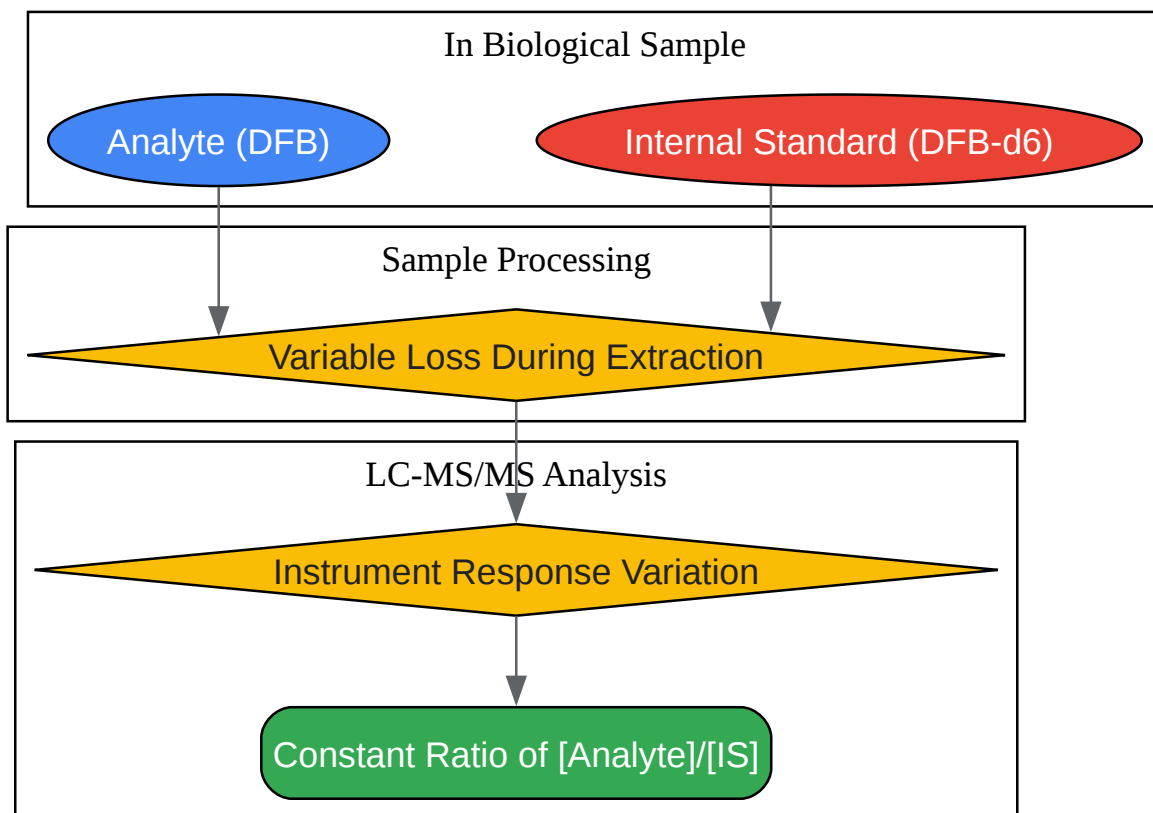 In Biological Sample
Analyte (DFB)
Internal Standard (DFB-d6)
Sample Processing
Variable Loss During Extraction
LC-MS/MS Analysis
Instrument Response Variation
Constant Ratio of [Analyte]/[IS]